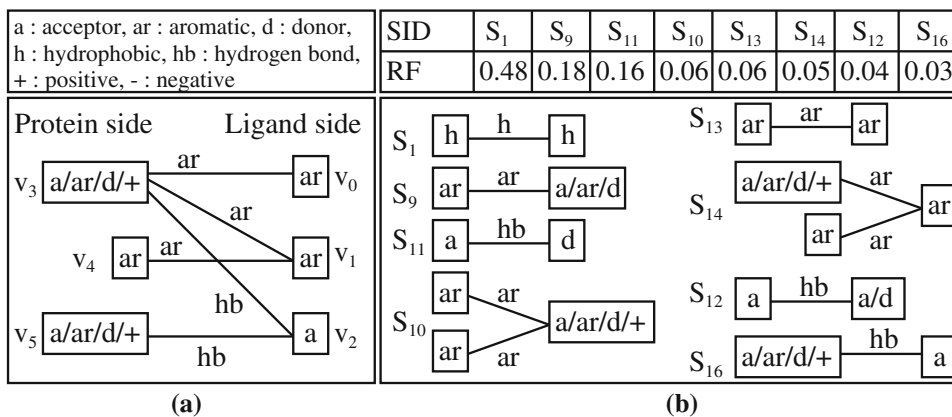 a : acceptor, ar : aromatic, d : donor,
h : hydrophobic, hb : hydrogen bond,
+ : positive, - : negative
SID S1 S9 S11 S10 S13 S14 S12 S16
RF 0.48 0.18 0.16 0.06 0.06 0.05 0.04 0.03
Protein side Ligand side
v3 a/ar/d/+ ar ar v0
ar
v4 ar ar ar v1
hb
v5 a/ar/d/+ hb a v2
(a)
S1 h h h
S9 ar ar a/ar/d
S11 a hb d
S10 ar ar a/ar/d/+
ar ar
S13 ar ar ar
S14 a/ar/d/+ ar ar
ar ar
S12 a hb a/d
S16 a/ar/d/+ hb a
(b)